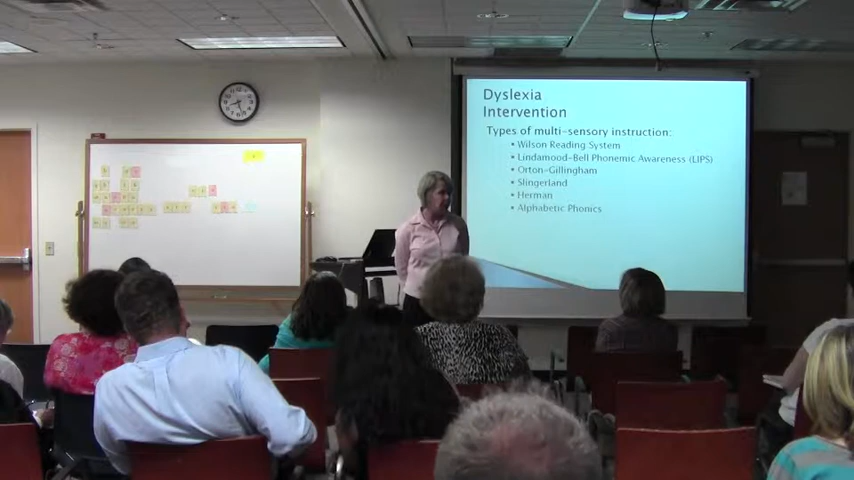 Dyslexia
Intervention
Types of multi-sensory instruction:
• Wilson Reading System
• Lindamood-Bell Phonemic Awareness (LIPS)
• Orton-Gillingham
• Slingerland
• Herman
• Alphabetic Phonics